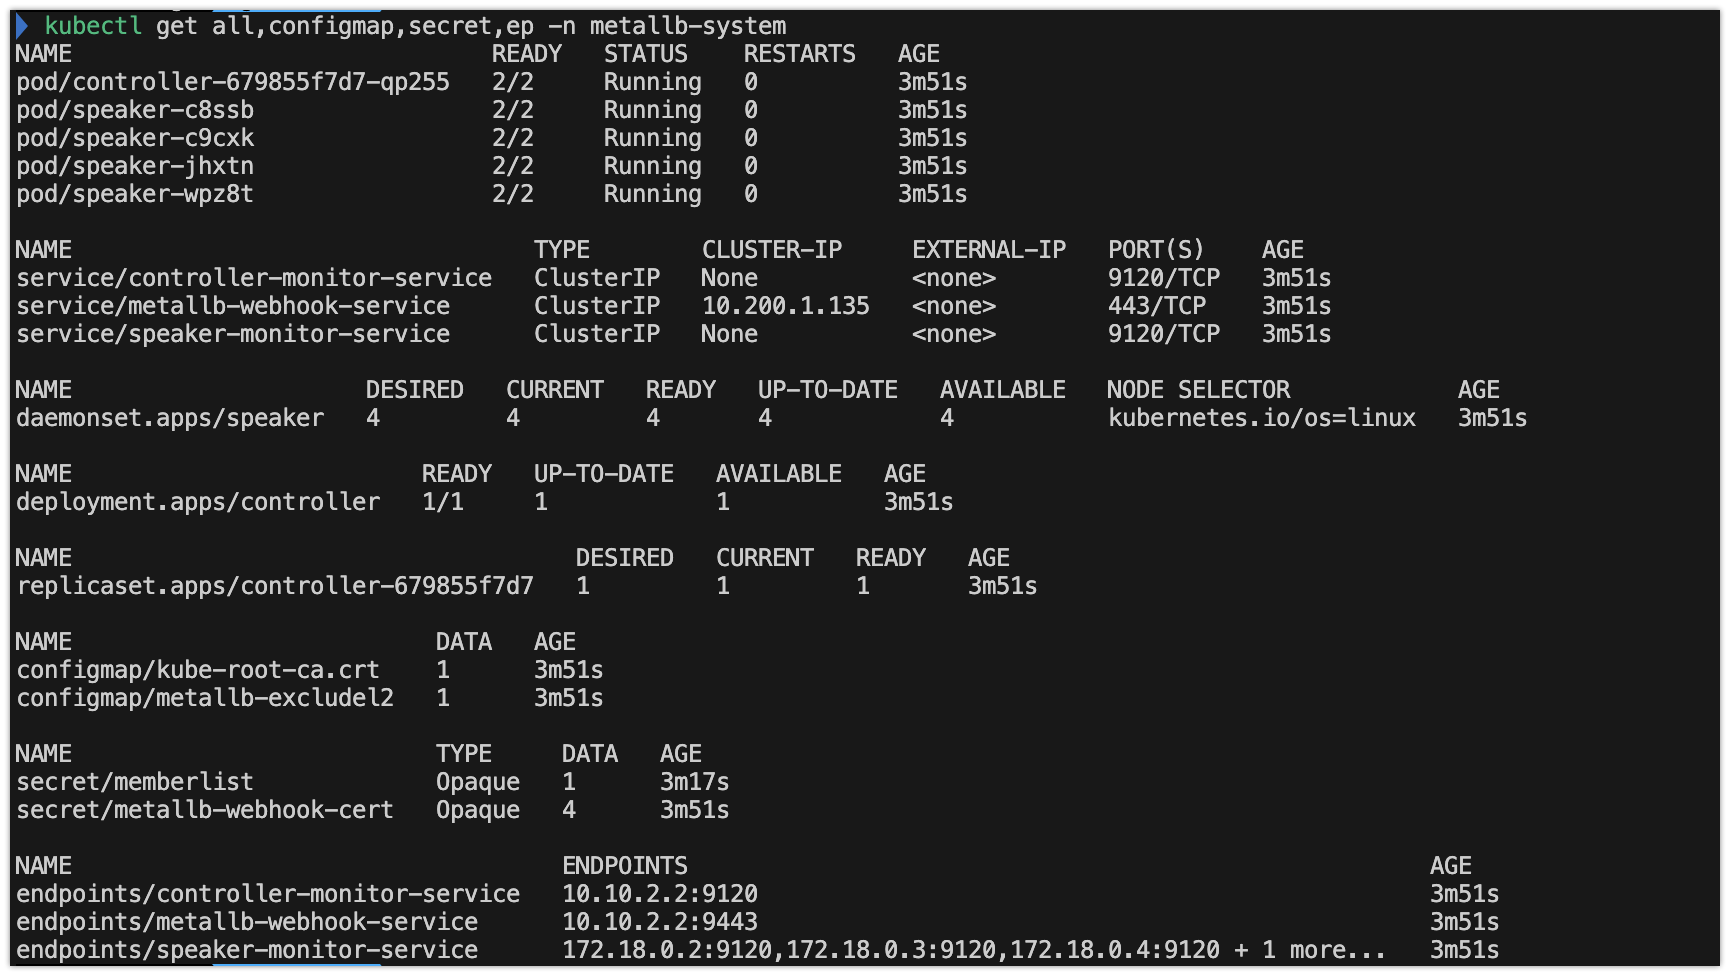 kubectl get all,configmap,secret,ep -n metallb-system
NAME READY STATUS RESTARTS AGE
pod/controller-679855f7d7-qp255 2/2 Running 0 3m51s
pod/speaker-c8ssb 2/2 Running 0 3m51s
pod/speaker-c9cxk 2/2 Running 0 3m51s
pod/speaker-jhxtn 2/2 Running 0 3m51s
pod/speaker-wpz8t 2/2 Running 0 3m51s
NAME TYPE CLUSTER-IP EXTERNAL-IP PORT(S) AGE
service/controller-monitor-service ClusterIP None <none> 9120/TCP 3m51s
service/metallb-webhook-service ClusterIP 10.200.1.135 <none> 443/TCP 3m51s
service/speaker-monitor-service ClusterIP None <none> 9120/TCP 3m51s
NAME DESIRED CURRENT READY UP-TO-DATE AVAILABLE NODE SELECTOR AGE
daemonset.apps/speaker 4 4 4 4 4 kubernetes.io/os=linux 3m51s
NAME READY UP-TO-DATE AVAILABLE AGE
deployment.apps/controller 1/1 1 1 3m51s
NAME DESIRED CURRENT READY AGE
replicaset.apps/controller-679855f7d7 1 1 1 3m51s
NAME DATA AGE
configmap/kube-root-ca.crt 1 3m51s
configmap/metallb-excludel2 1 3m51s
NAME TYPE DATA AGE
secret/memberlist Opaque 1 3m17s
secret/metallb-webhook-cert Opaque 4 3m51s
NAME ENDPOINTS AGE
endpoints/controller-monitor-service 10.10.2.2:9120 3m51s
endpoints/metallb-webhook-service 10.10.2.2:9443 3m51s
endpoints/speaker-monitor-service 172.18.0.2:9120,172.18.0.3:9120,172.18.0.4:9120 + 1 more... 3m51s